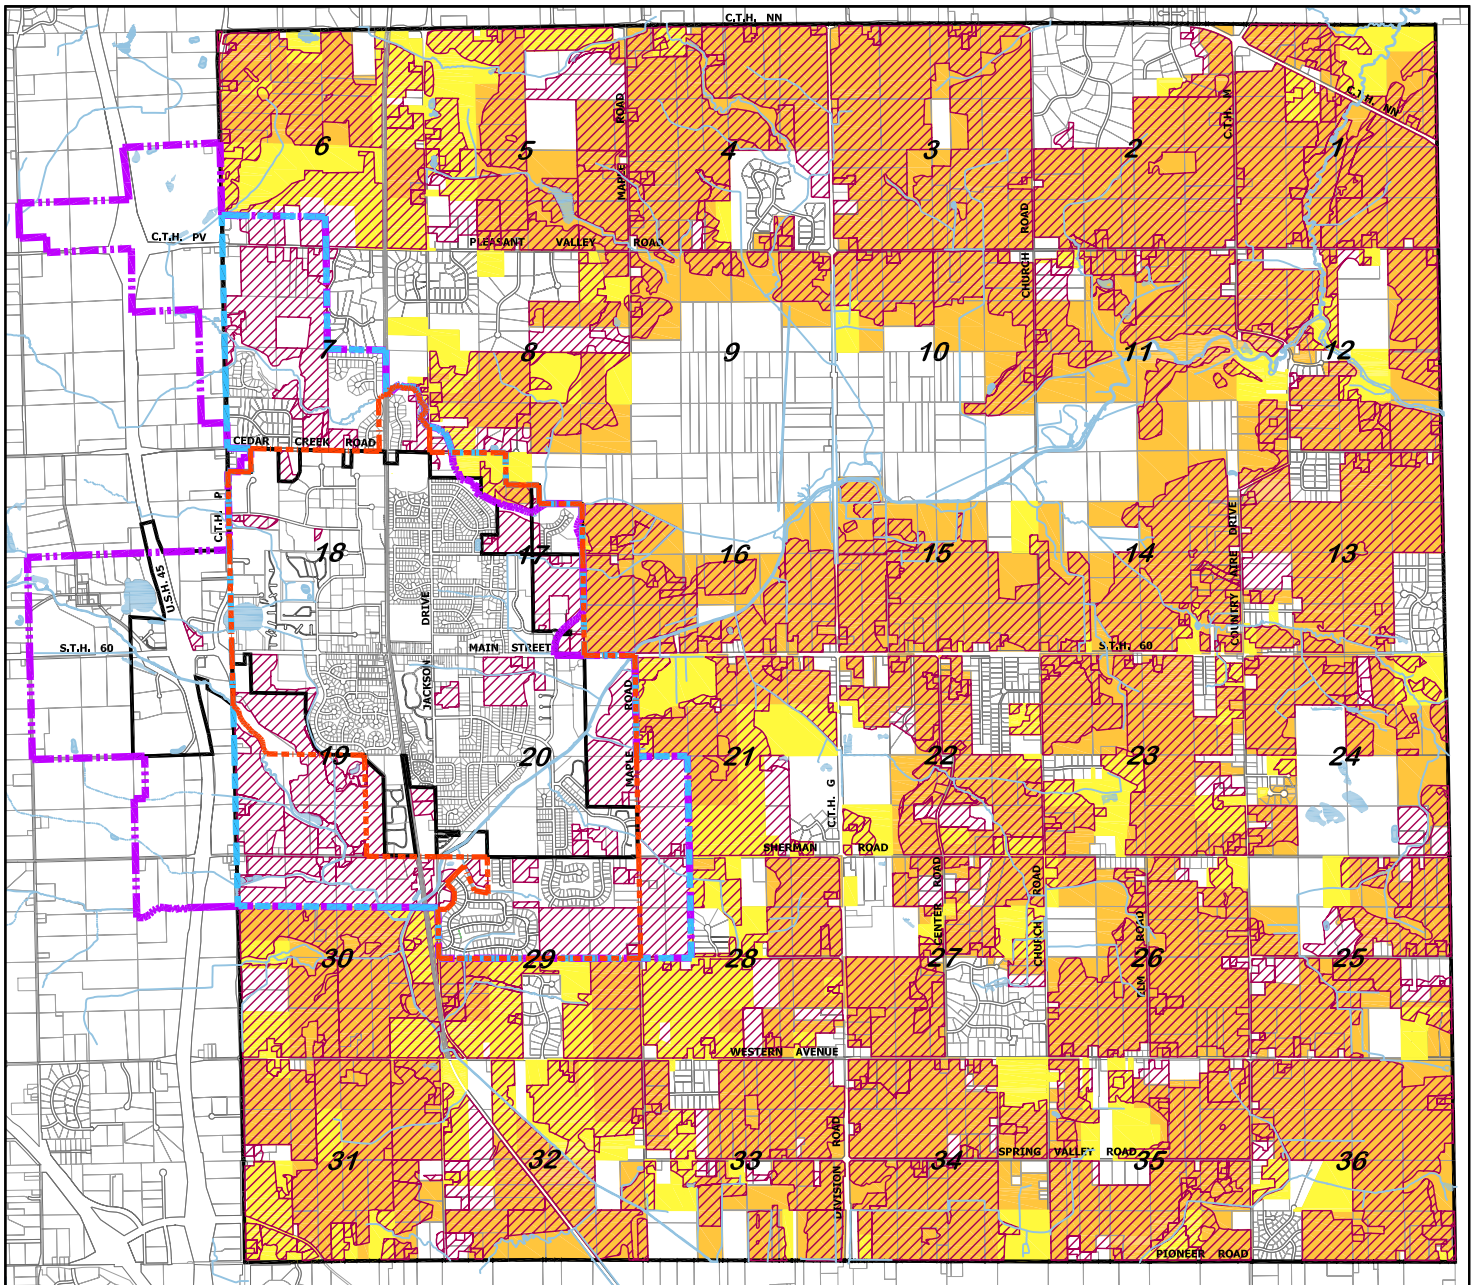 C.T.H. NN
C.T.H. NN
C.T.H. M
MAPLE ROAD
6
5
4
3
2
1
C.T.H. PV
PLEASANT VALLEY ROAD
CHURCH ROAD
7
8
9
10
11
12
CEDAR CREEK ROAD
C.T.H. P
18
17
16
15
14
13
U.S.H. 45
JACKSON DRIVE
COUNTRY AIRE DRIVE
S.T.H. 60
MAIN STREET
S.T.H. 60
MAPLE ROAD
19
20
21
22
23
24
C.T.H. G
SHERMAN ROAD
CENTER ROAD
CHURCH ROAD
ELM ROAD
30
29
28
27
26
25
WESTERN AVENUE
DIVISION ROAD
SPRING VALLEY ROAD
31
32
33
34
35
36
PIONEER ROAD